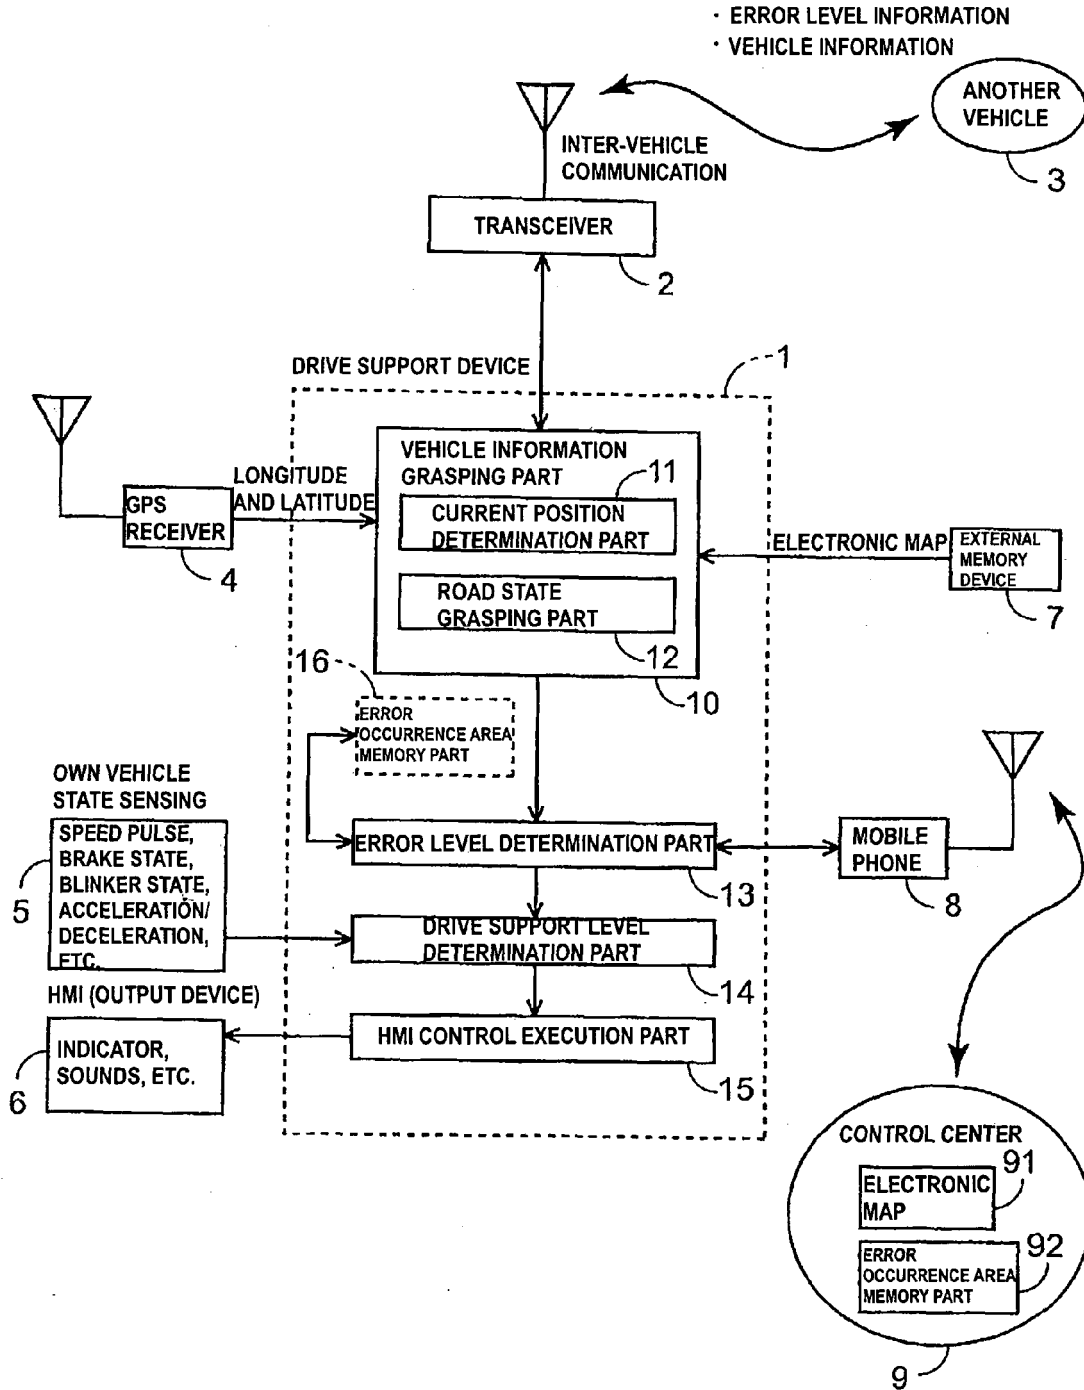 · ERROR LEVEL INFORMATION
· VEHICLE INFORMATION
ANOTHER
VEHICLE
3
INTER-VEHICLE
COMMUNICATION
TRANSCEIVER
2
DRIVE SUPPORT DEVICE
1
VEHICLE INFORMATION
GRASPING PART
11
CURRENT POSITION
DETERMINATION PART
ROAD STATE
GRASPING PART
12
10
LONGITUDE
AND LATITUDE
GPS
RECEIVER
4
ELECTRONIC MAP
EXTERNAL
MEMORY
DEVICE
7
16
ERROR
OCCURRENCE AREA
MEMORY PART
OWN VEHICLE
STATE SENSING
SPEED PULSE,
BRAKE STATE,
BLINKER STATE,
ACCELERATION/
DECELERATION,
ETC.
5
ERROR LEVEL DETERMINATION PART
13
MOBILE
PHONE
8
DRIVE SUPPORT LEVEL
DETERMINATION PART
14
HMI (OUTPUT DEVICE)
INDICATOR,
SOUNDS, ETC.
6
HMI CONTROL EXECUTION PART
15
CONTROL CENTER
91
ELECTRONIC
MAP
92
ERROR
OCCURRENCE AREA
MEMORY PART
9